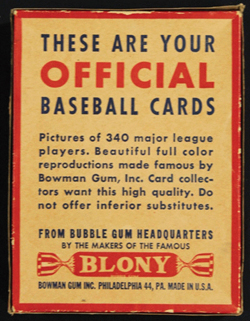 THESE ARE YOUR
OFFICIAL
BASEBALL CARDS
Pictures of 340 major league
players. Beautiful full color
reproductions made famous by
Bowman Gum, Inc. Card collec-
tors want this high quality. Do
not offer inferior substitutes.
FROM BUBBLE GUM HEADQUARTERS
BY THE MAKERS OF THE FAMOUS
BLONY
BOWMAN GUM INC. PHILADELPHIA 44, PA. MADE IN U.S.A.